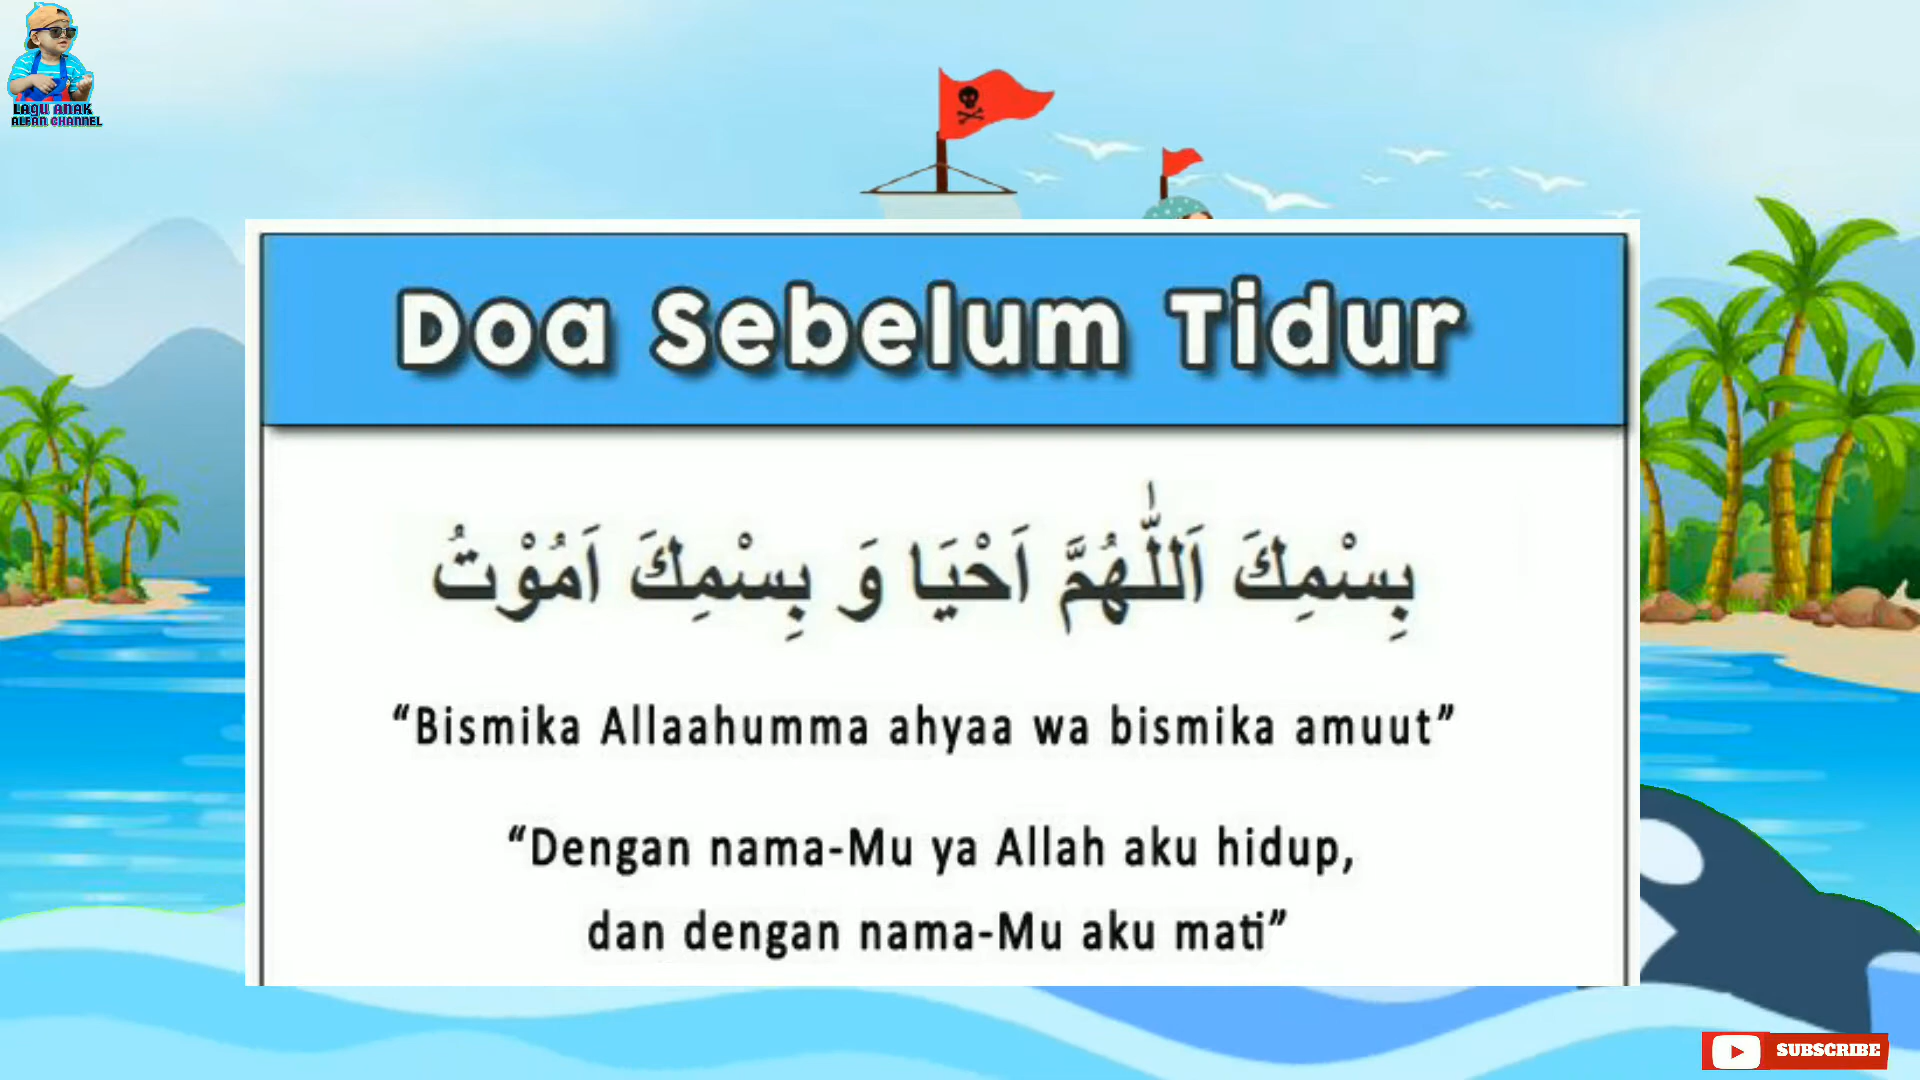 LAGU ANAK
ALFAN CHANNEL
Doa Sebelum Tidur
بِسْمِكَ اَللّٰهُمَّ اَحْيَا وَ بِسْمِكَ اَمُوْتُ
“Bismika Allaahumma ahyaa wa bismika amuut”
“Dengan nama-Mu ya Allah aku hidup,
dan dengan nama-Mu aku mati”
SUBSCRIBE